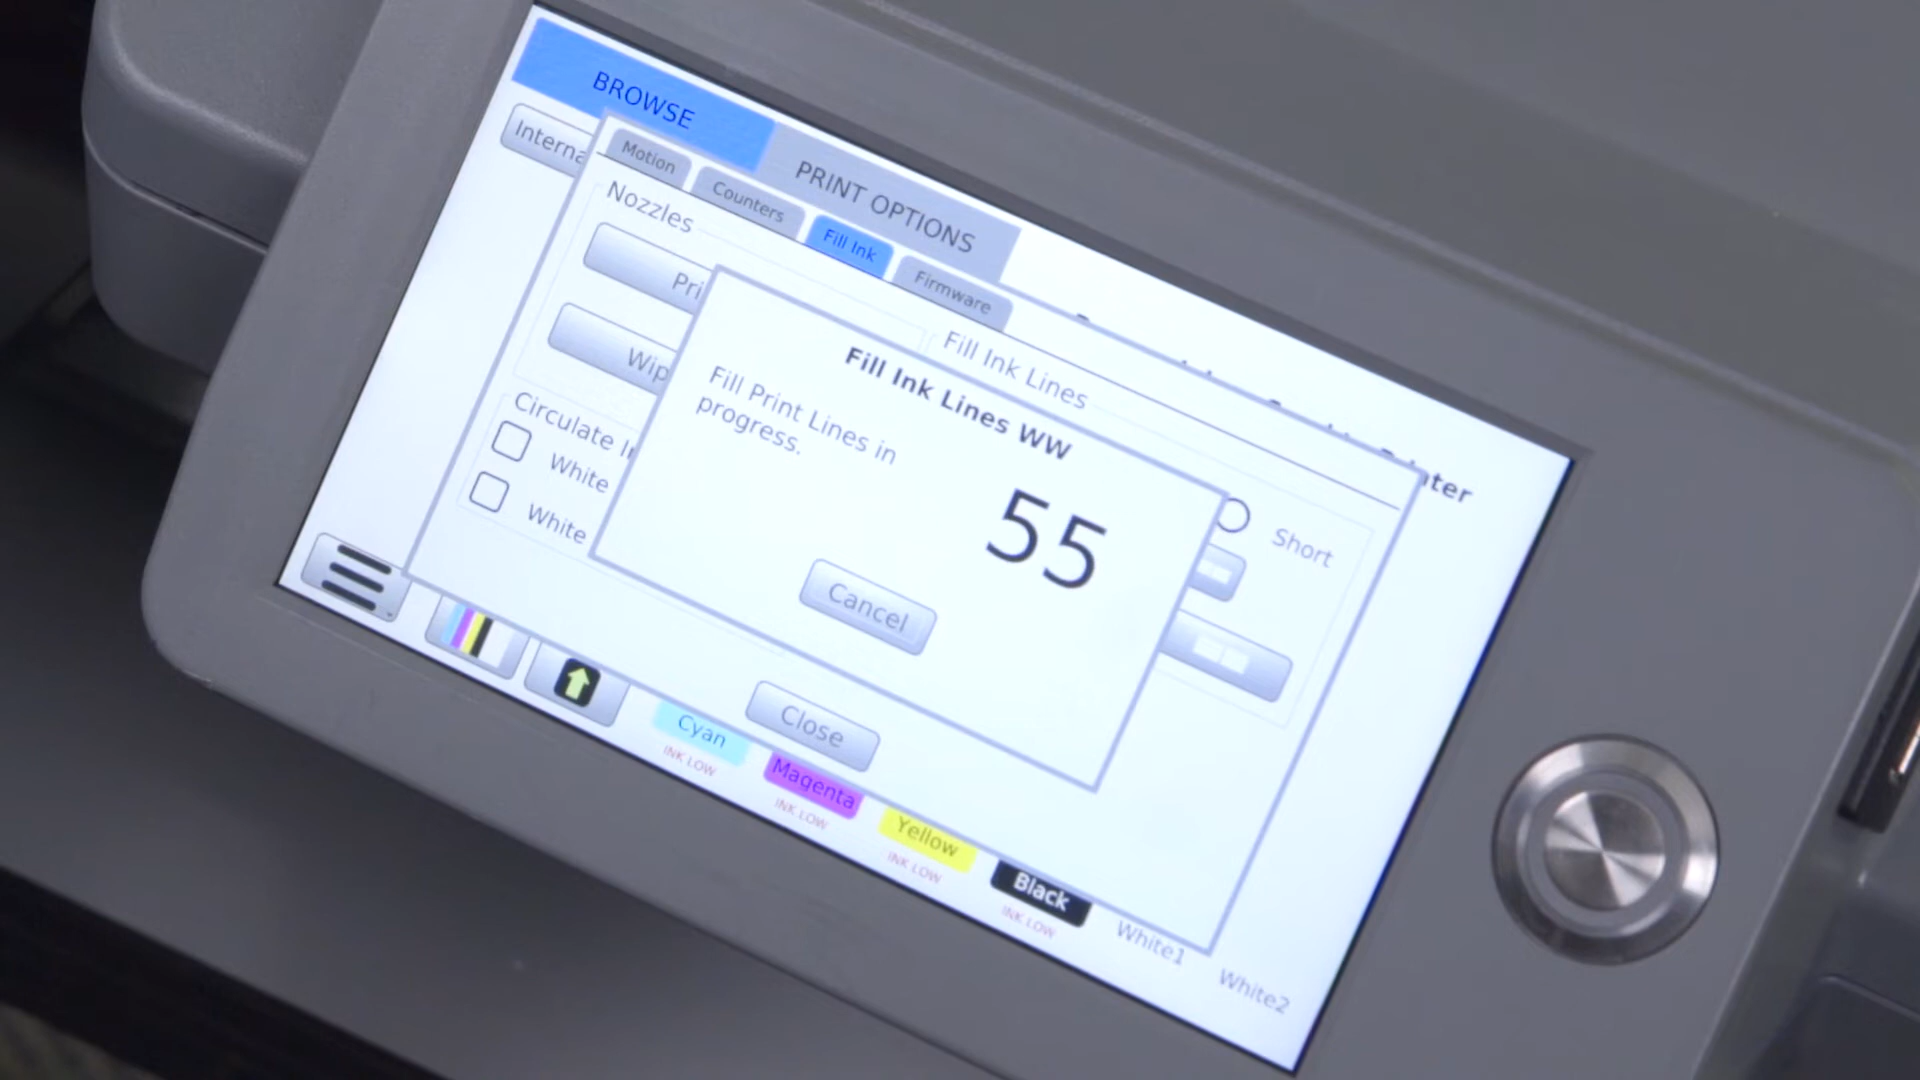 BROWSE
PRINT OPTIONS
Motion
Counters
Fill Ink
Firmware
Nozzles
Fill Ink Lines
Fill Ink Lines WW
Fill Print Lines in
progress.
55
Cancel
Circulate
White
White
Short
Close
Cyan
INK LOW
Magenta
INK LOW
Yellow
INK LOW
Black
INK LOW
White1
White2